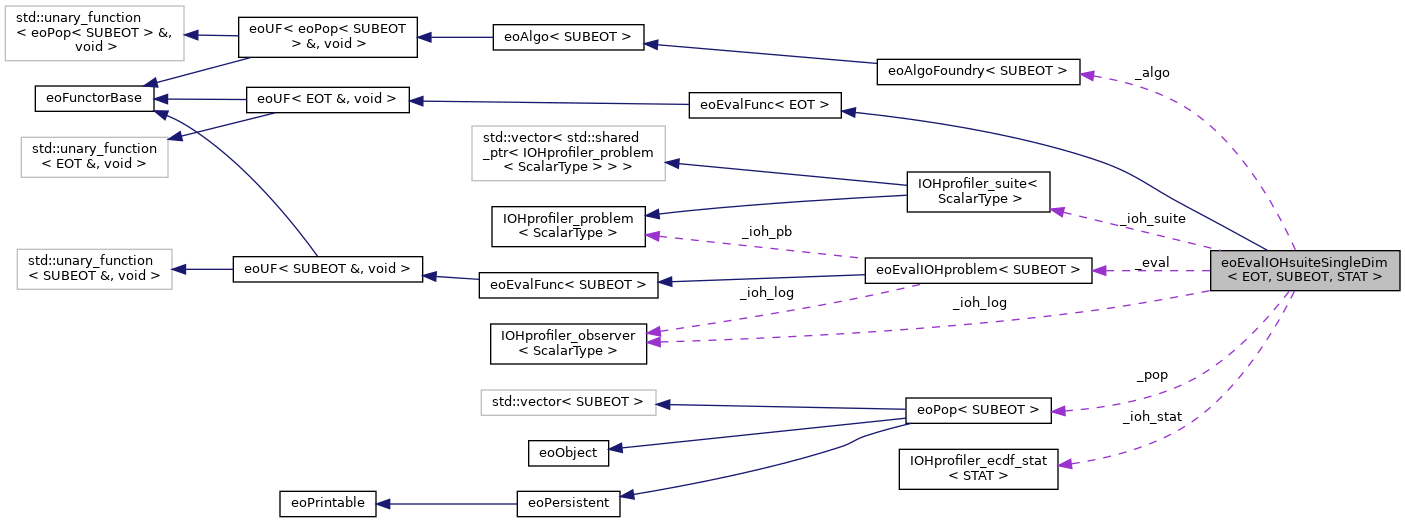 std::unary_function
< eoPop< SUBEOT > &,
void >
eoUF< eoPop< SUBEOT
> &, void >
eoAlgo< SUBEOT >
eoAlgoFoundry< SUBEOT >
_algo
eoFunctorBase
eoUF< EOT &, void >
eoEvalFunc< EOT >
std::unary_function
< EOT &, void >
std::vector< std::shared
_ptr< IOHprofiler_problem
< ScalarType > > >
IOHprofiler_suite<
ScalarType >
_ioh_suite
IOHprofiler_problem
< ScalarType >
_ioh_pb
std::unary_function
< SUBEOT &, void >
eoUF< SUBEOT &, void >
eoEvalFunc< SUBEOT >
eoEvalIOHproblem< SUBEOT >
_eval
eoEvalIOHsuiteSingleDim
< EOT, SUBEOT, STAT >
_ioh_log
_ioh_log
IOHprofiler_observer
< ScalarType >
_pop
std::vector< SUBEOT >
eoPop< SUBEOT >
_ioh_stat
eoObject
IOHprofiler_ecdf_stat
< STAT >
eoPrintable
eoPersistent